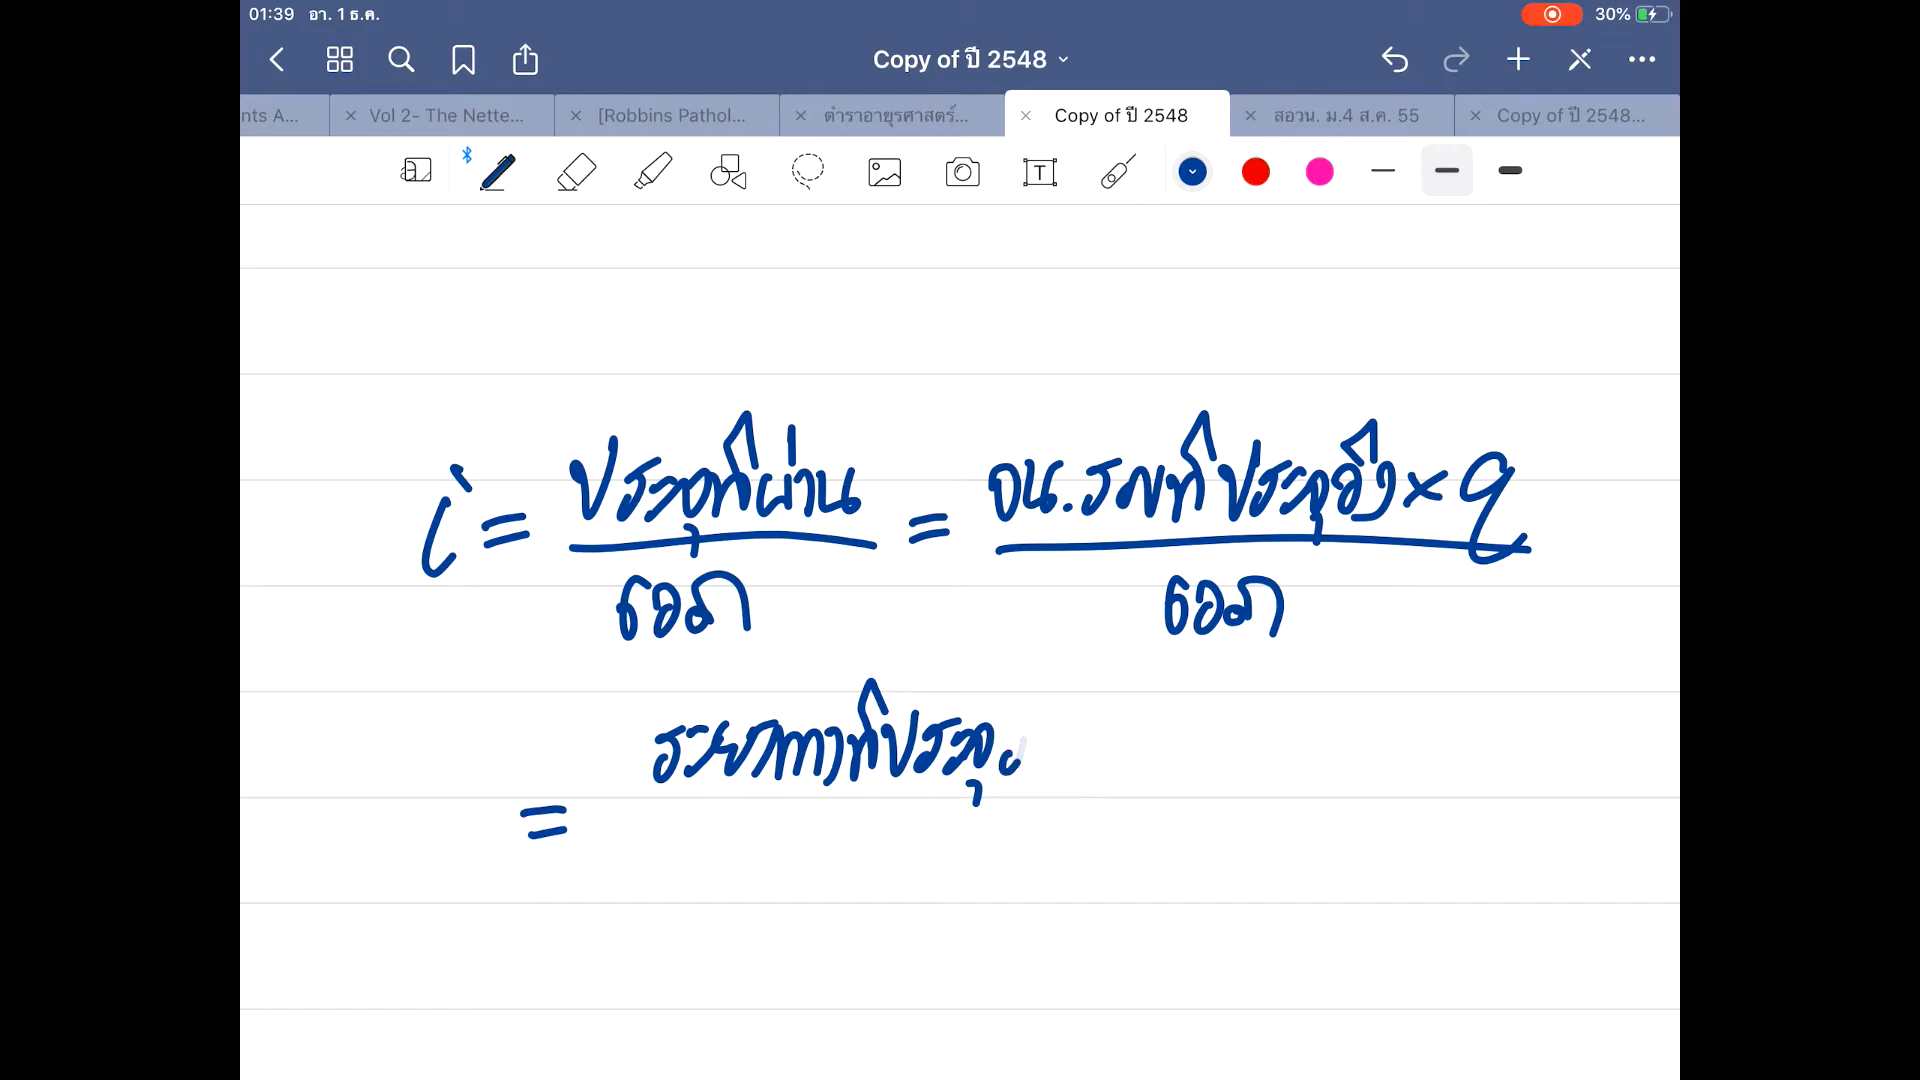 01:39 อา. 1 ธ.ค. 30%
Copy of ปี 2548
nts A... Vol 2- The Nette... [Robbins Pathol... ตำราอายุรศาสตร์... Copy of ปี 2548 สอวน. ม.4 ส.ค. 55 Copy of ปี 2548...
i = ประจุที่ผ่าน = จน.รอบที่ประจุวิ่ง × q
เวลา เวลา
ระยะทางที่ประจุ
=